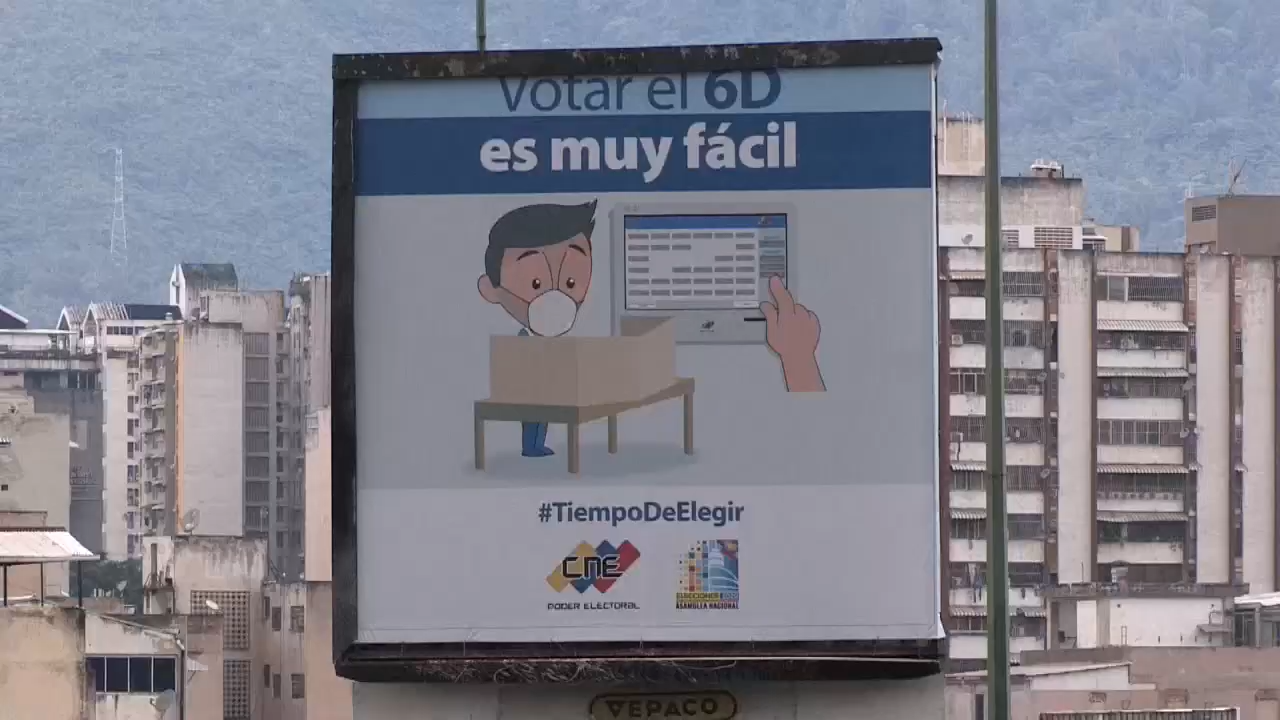 Votar el 6D
es muy fácil
#TiempoDeElegir
CNE
PODER ELECTORAL
ASAMBLEA NACIONAL
VEPACO